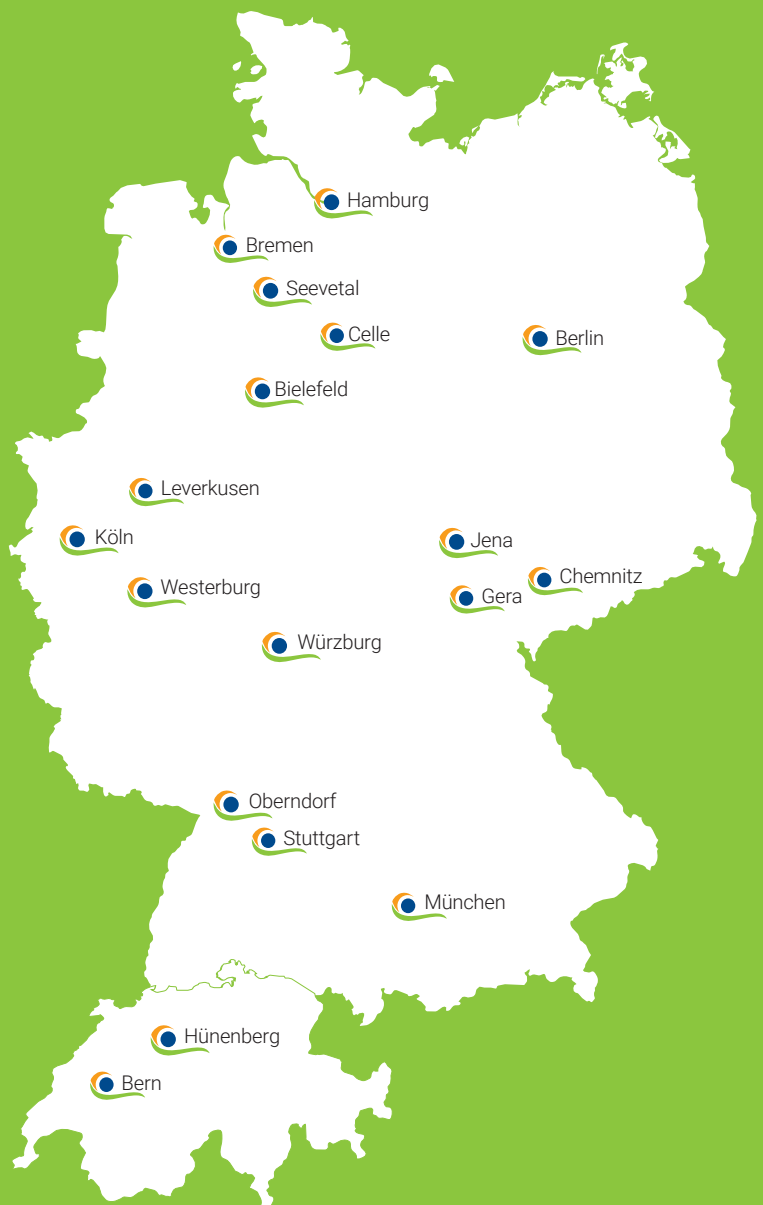 Hamburg
Bremen
Seevetal
Celle
Berlin
Bielefeld
Leverkusen
Köln
Jena
Chemnitz
Westerburg
Gera
Würzburg
Oberndorf
Stuttgart
München
Hünenberg
Bern